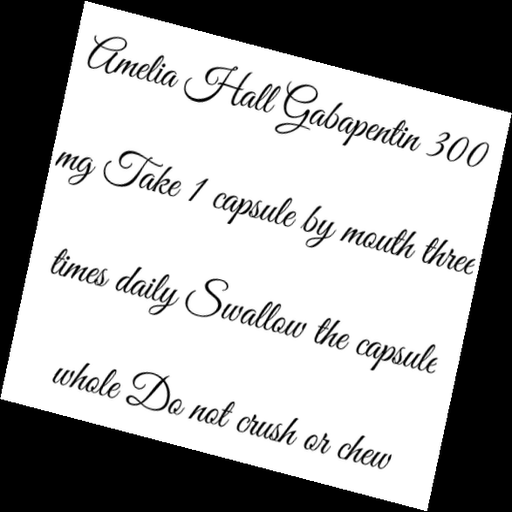 Amelia Hall Gabapentin 300
mg Take 1 capsule by mouth three
times daily Swallow the capsule
whole Do not crush or chew